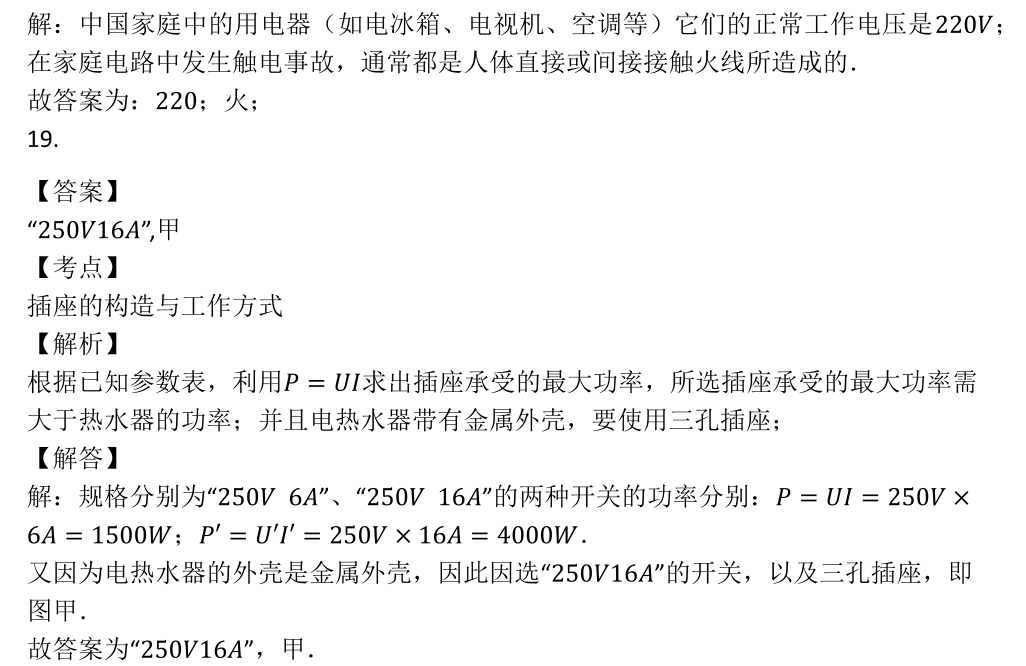 解：中国家庭中的用电器（如电冰箱、电视机、空调等）它们的正常工作电压是220V；
在家庭电路中发生触电事故，通常都是人体直接或间接接触火线所造成的．
故答案为：220；火；
19.
【答案】
“250V16A”,甲
【考点】
插座的构造与工作方式
【解析】
根据已知参数表，利用P = UI求出插座承受的最大功率，所选插座承受的最大功率需
大于热水器的功率；并且电热水器带有金属外壳，要使用三孔插座；
【解答】
解：规格分别为“250V 6A”、“250V 16A”的两种开关的功率分别：P = UI = 250V ×
6A = 1500W；P′ = U′I′ = 250V × 16A = 4000W．
又因为电热水器的外壳是金属外壳，因此因选“250V16A”的开关，以及三孔插座，即
图甲．
故答案为“250V16A”，甲．